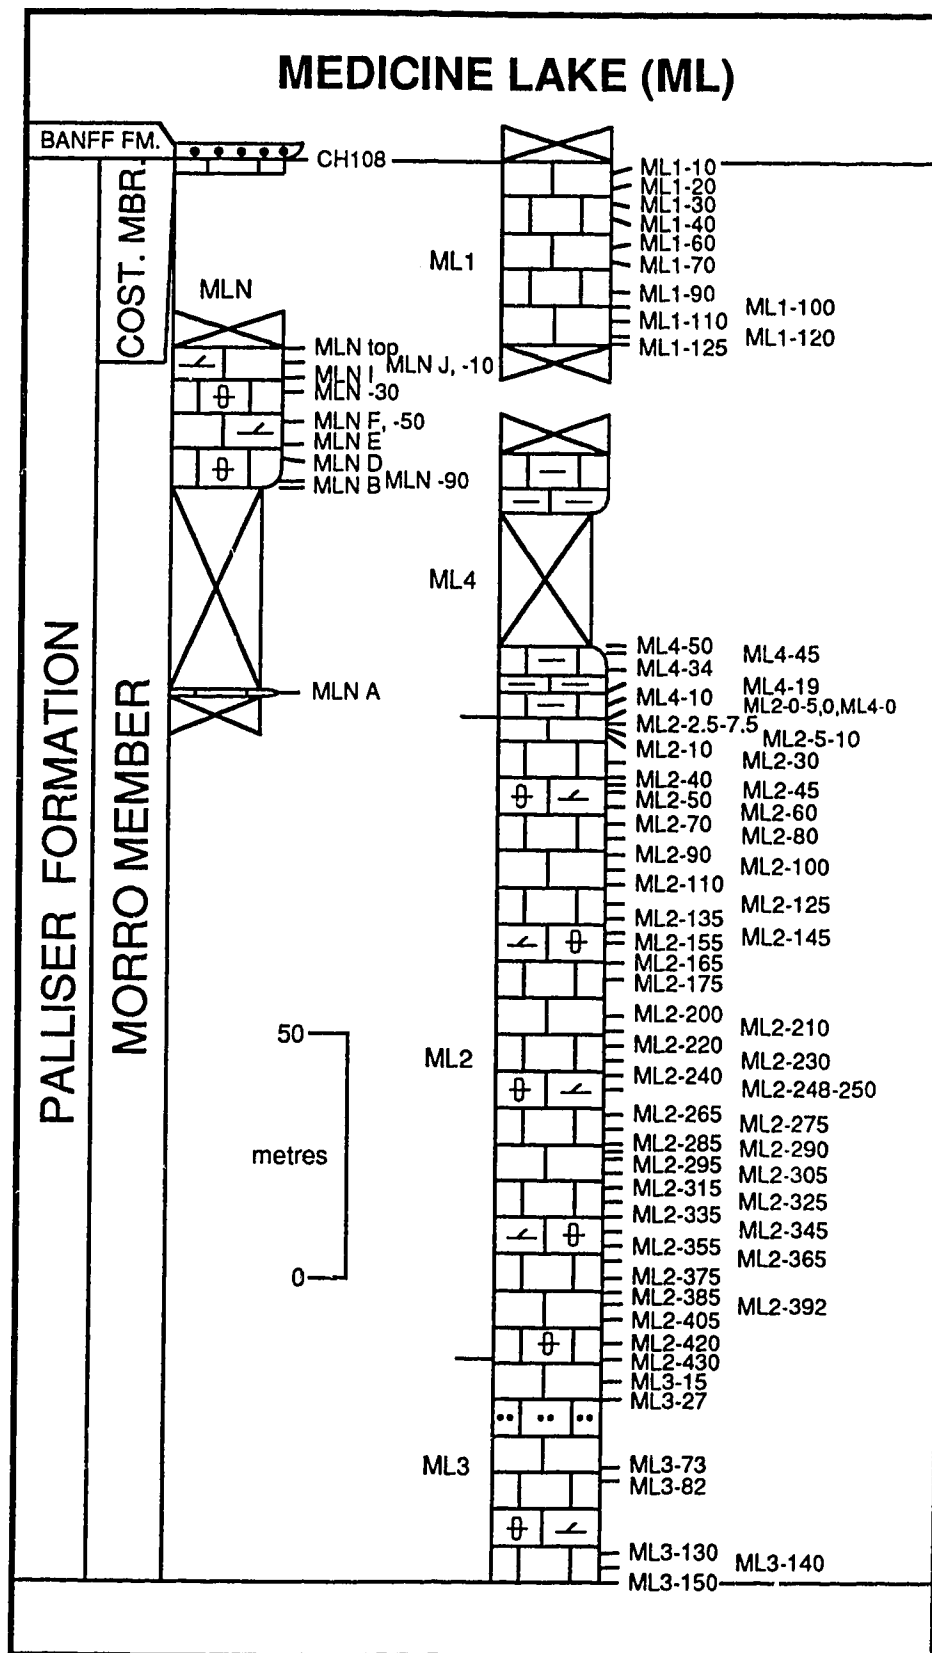 MEDICINE LAKE (ML)
BANFF FM.
CH108
COST. MBR.
PALLISER FORMATION
MORRO MEMBER
MLN
MLN top
MLN J, -10
MLN I
MLN -30
MLN F, -50
MLN E
MLN D
MLN -90
MLN B
MLN A
50
metres
0
ML1
ML1-10
ML1-20
ML1-30
ML1-40
ML1-60
ML1-70
ML1-90
ML1-100
ML1-110
ML1-120
ML1-125
ML4
ML4-50
ML4-45
ML4-34
ML4-19
ML4-10
ML2-0-5,0,ML4-0
ML2-2.5-7.5
ML2-5-10
ML2-10
ML2-30
ML2-40
ML2-45
ML2-50
ML2-60
ML2-70
ML2-80
ML2-90
ML2-100
ML2-110
ML2-125
ML2-135
ML2-145
ML2-155
ML2-165
ML2-175
ML2-200
ML2-210
ML2
ML2-220
ML2-230
ML2-240
ML2-248-250
ML2-265
ML2-275
ML2-285
ML2-290
ML2-295
ML2-305
ML2-315
ML2-325
ML2-335
ML2-345
ML2-355
ML2-365
ML2-375
ML2-385
ML2-392
ML2-405
ML2-420
ML2-430
ML3-15
ML3-27
ML3
ML3-73
ML3-82
ML3-130
ML3-140
ML3-150